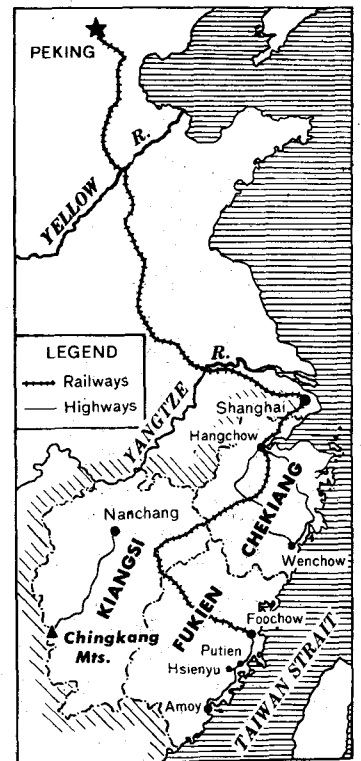 PEKING
YELLOW R.
LEGEND
Railways
Highways
YANGTZE R.
Shanghai
Hangchow
CHEKIANG
Nanchang
KIANGSI
Wenchow
FUKIEN
Foochow
Chingkang
Mts.
Putien
Hsienyu
Amoy
TAIWAN STRAIT